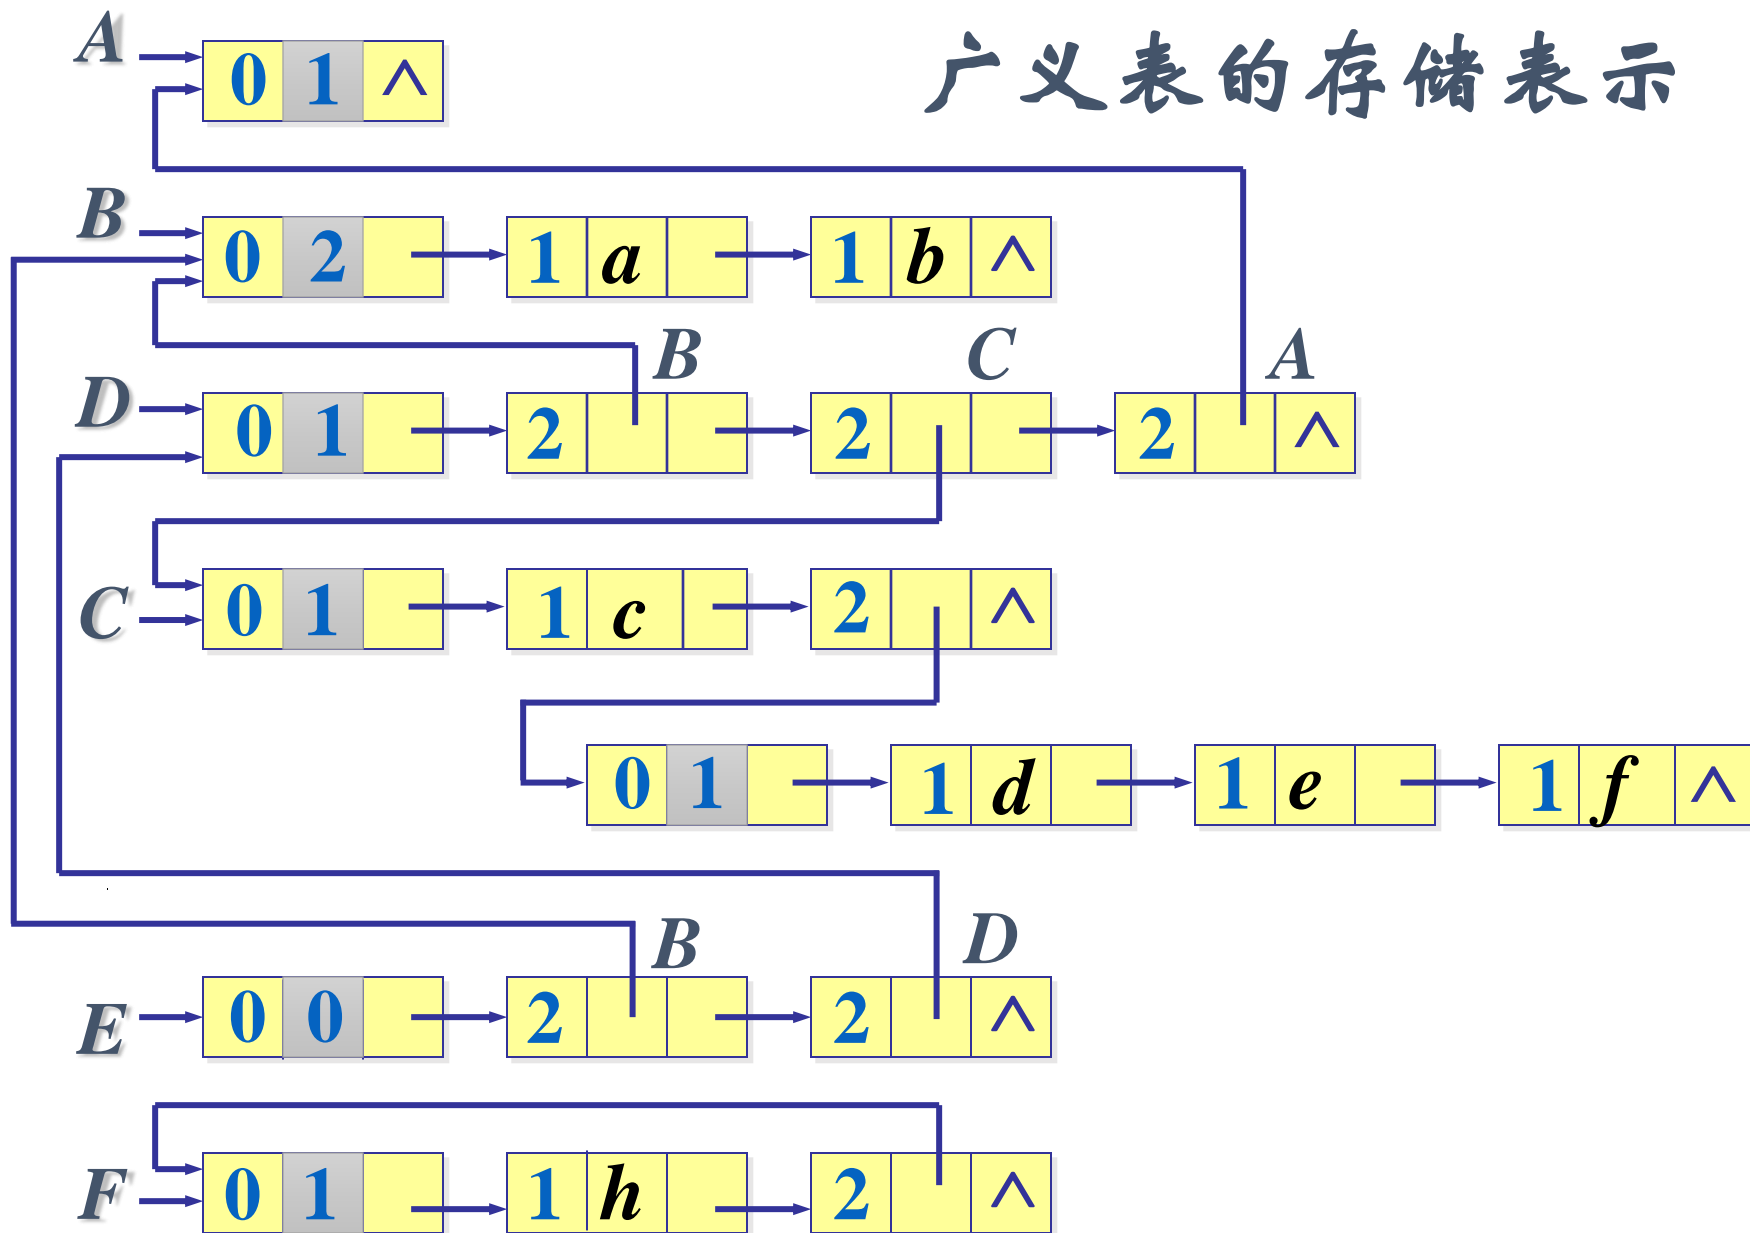 广义表的存储表示
A 0 1 ∧
B 0 2 1 a 1 b ∧
B C A
D 0 1 2 2 2 ∧
C 0 1 1 c 2 ∧
0 1 1 d 1 e 1 f ∧
B D
E 0 0 2 2 ∧
F 0 1 1 h 2 ∧